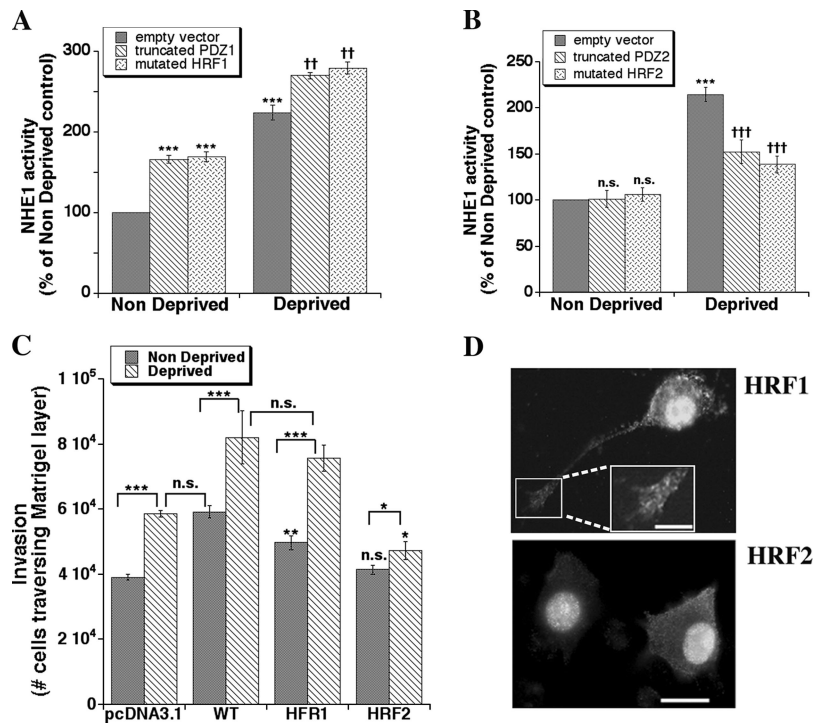 A
empty vector
truncated PDZ1
mutated HRF1
NHE1 activity
(% of Non Deprived control)
300
250
200
150
100
50
0
***
***
***
††
††
Non Deprived
Deprived
B
empty vector
truncated PDZ2
mutated HRF2
NHE1 activity
(% of Non Deprived control)
250
200
150
100
50
0
n.s.
n.s.
***
†††
†††
Non Deprived
Deprived
C
Non Deprived
Deprived
Invasion
(# cells traversing Matrigel layer)
1 10⁵
8 10⁴
6 10⁴
4 10⁴
2 10⁴
0
***
n.s.
***
n.s.
***
**
*
n.s.
*
pcDNA3.1
WT
HFR1
HRF2
D
HRF1
HRF2